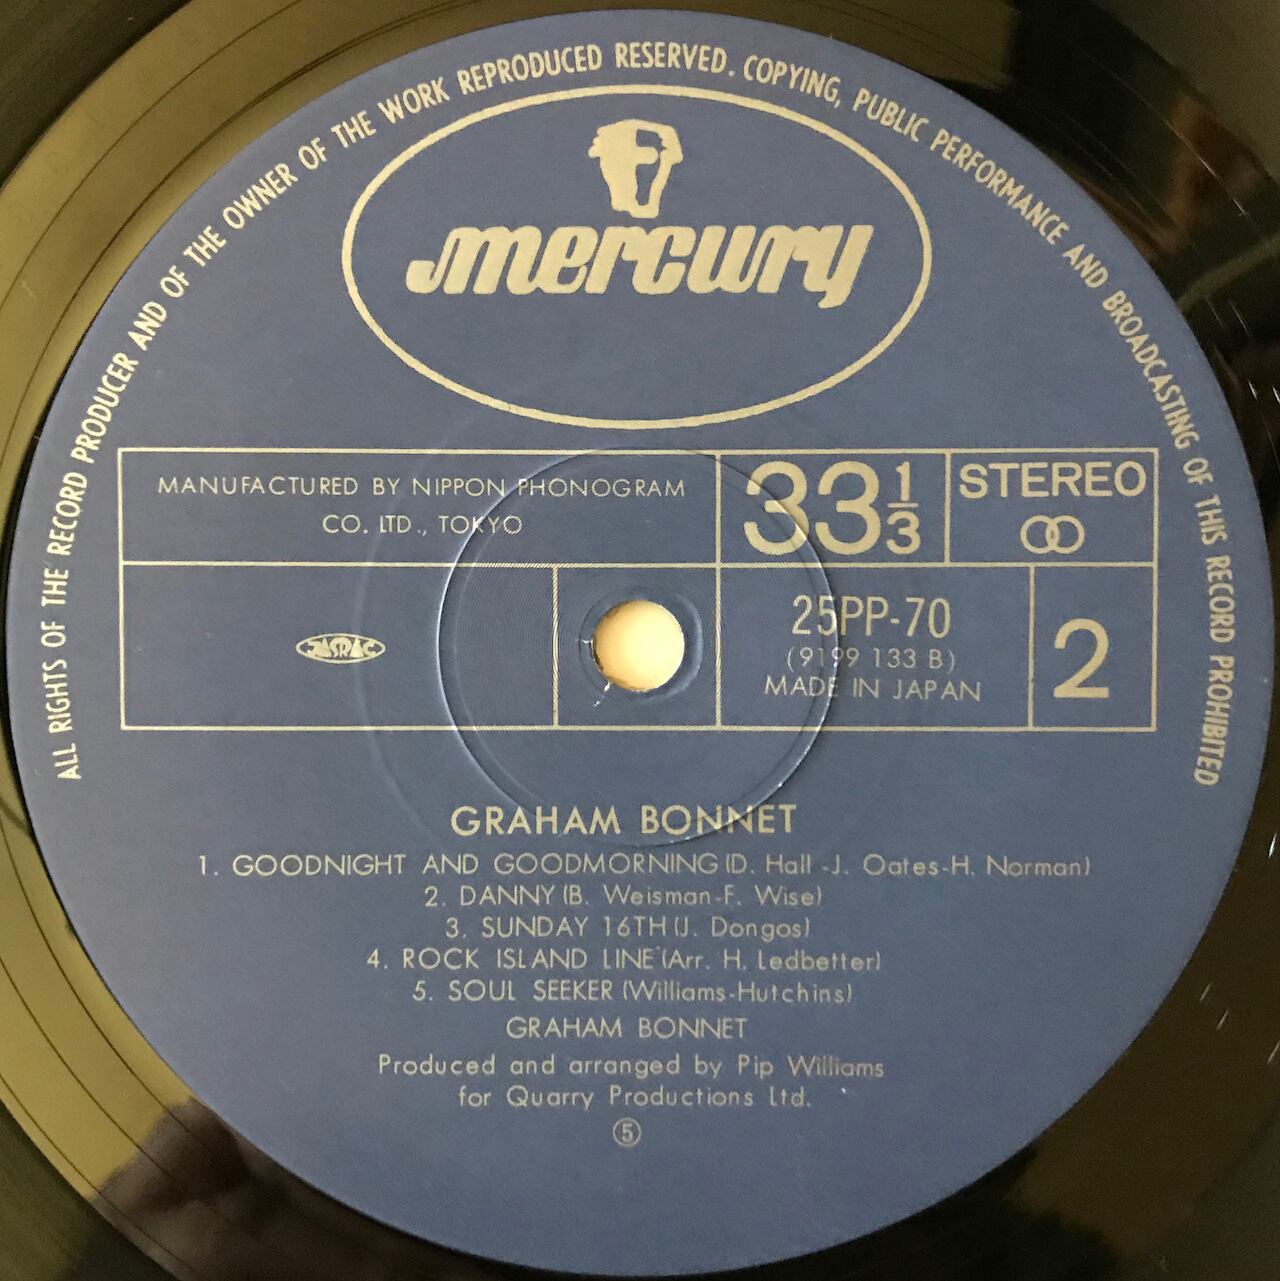 ALL RIGHTS OF THE RECORD PRODUCER AND OF THE OWNER OF THE WORK REPRODUCED RESERVED. COPYING, PUBLIC PERFORMANCE AND BROADCASTING OF THIS RECORD PROHIBITED
mercury
MANUFACTURED BY NIPPON PHONOGRAM
CO. LTD., TOKYO
33 1/3
STEREO
JASRAC
25PP-70
(9199 133 B)
MADE IN JAPAN
2
GRAHAM BONNET
1. GOODNIGHT AND GOODMORNING (D. Hall -J. Oates-H. Norman)
2. DANNY (B. Weisman-F. Wise)
3. SUNDAY 16TH (J. Dongos)
4. ROCK ISLAND LINE (Arr. H. Ledbetter)
5. SOUL SEEKER (Williams-Hutchins)
GRAHAM BONNET
Produced and arranged by Pip Williams
for Quarry Productions Ltd.
⑤